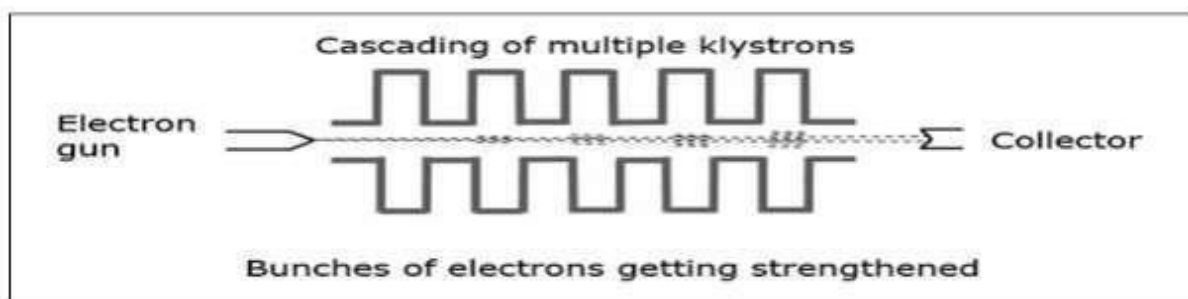 Cascading of multiple klystrons
Electron
gun
Collector
Bunches of electrons getting strengthened